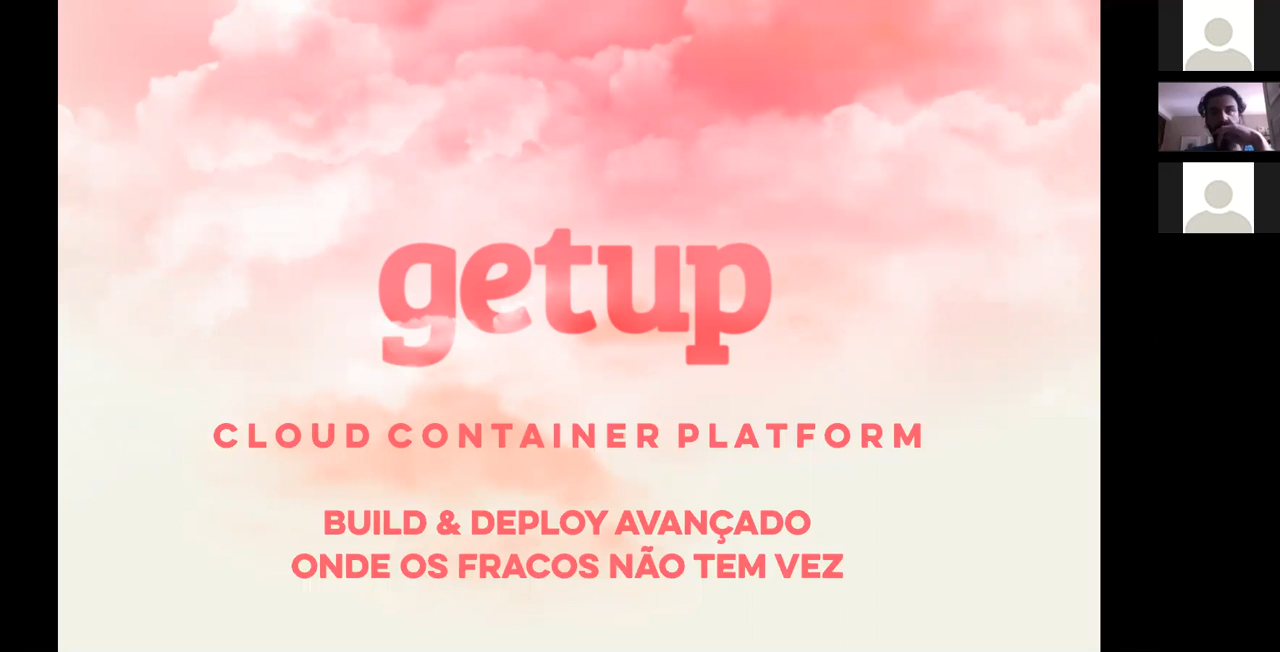 getup
CLOUD CONTAINER PLATFORM
BUILD & DEPLOY AVANÇADO
ONDE OS FRACOS NÃO TEM VEZ